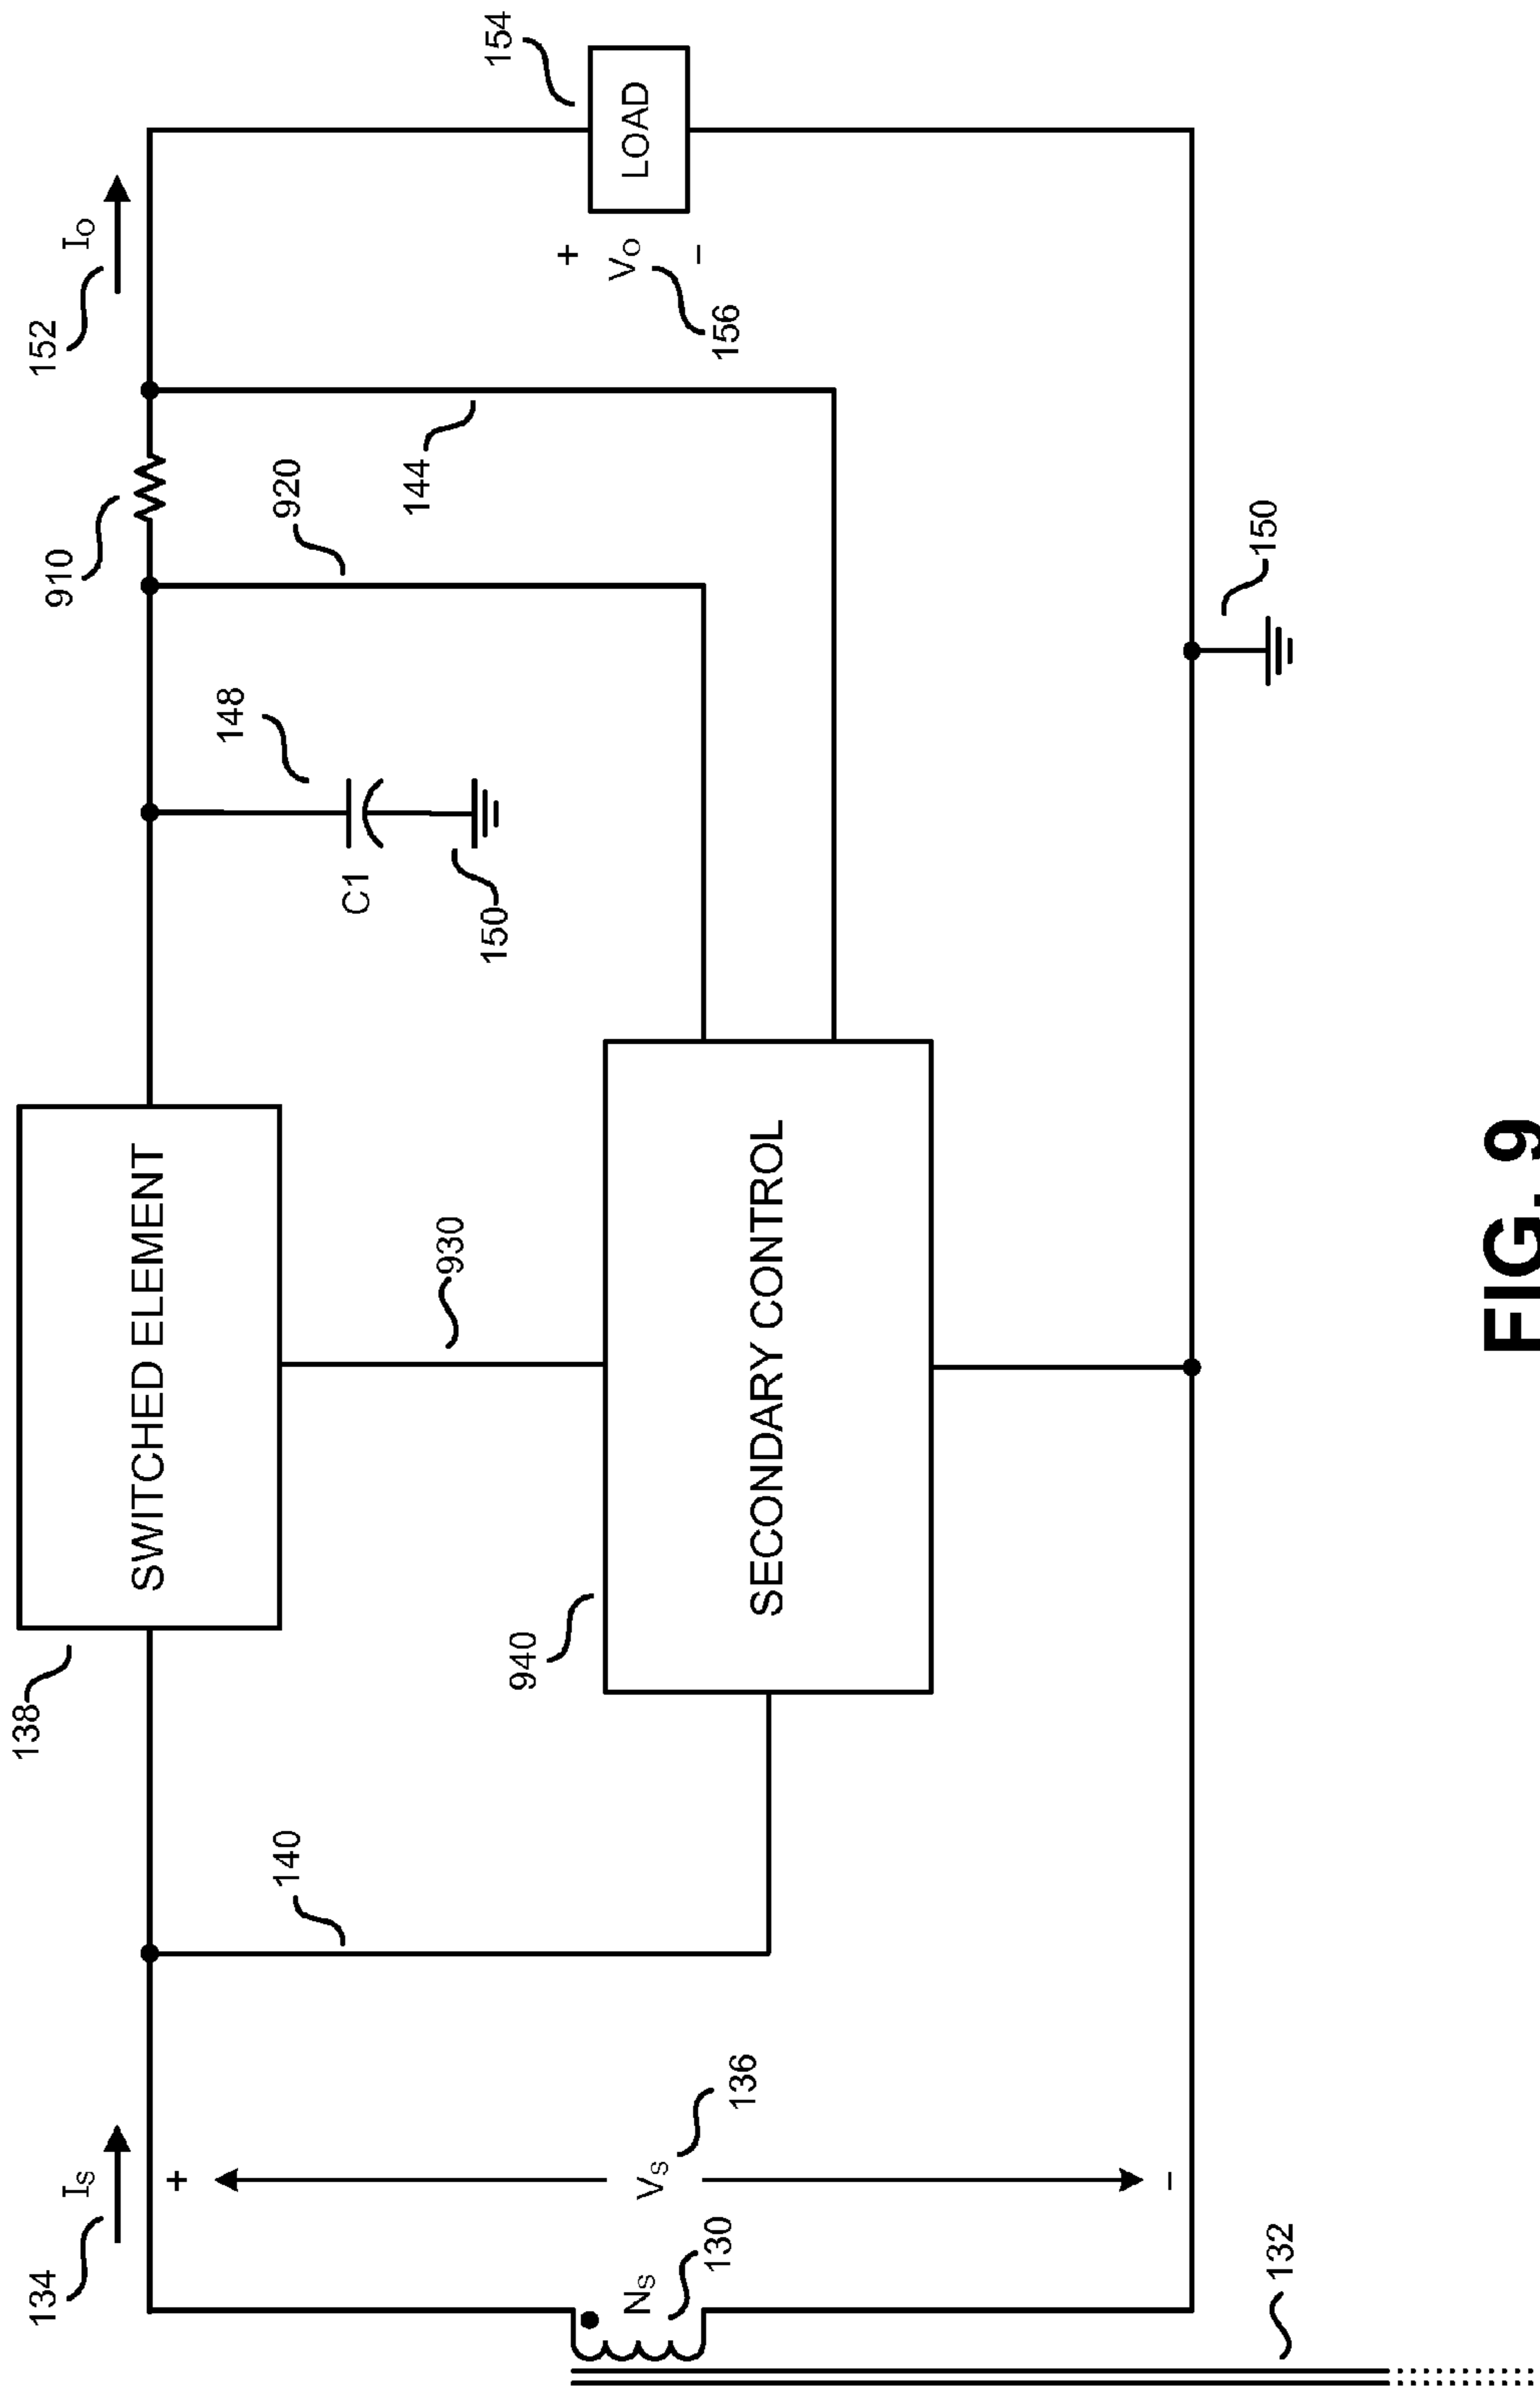 134
IS
138
SWITCHED ELEMENT
910
152
IO
+
140
930
148
920
C1
150
144
154
LOAD
+
VO
−
156
VS
136
NS
130
940
SECONDARY CONTROL
−
150
132
FIG. 9